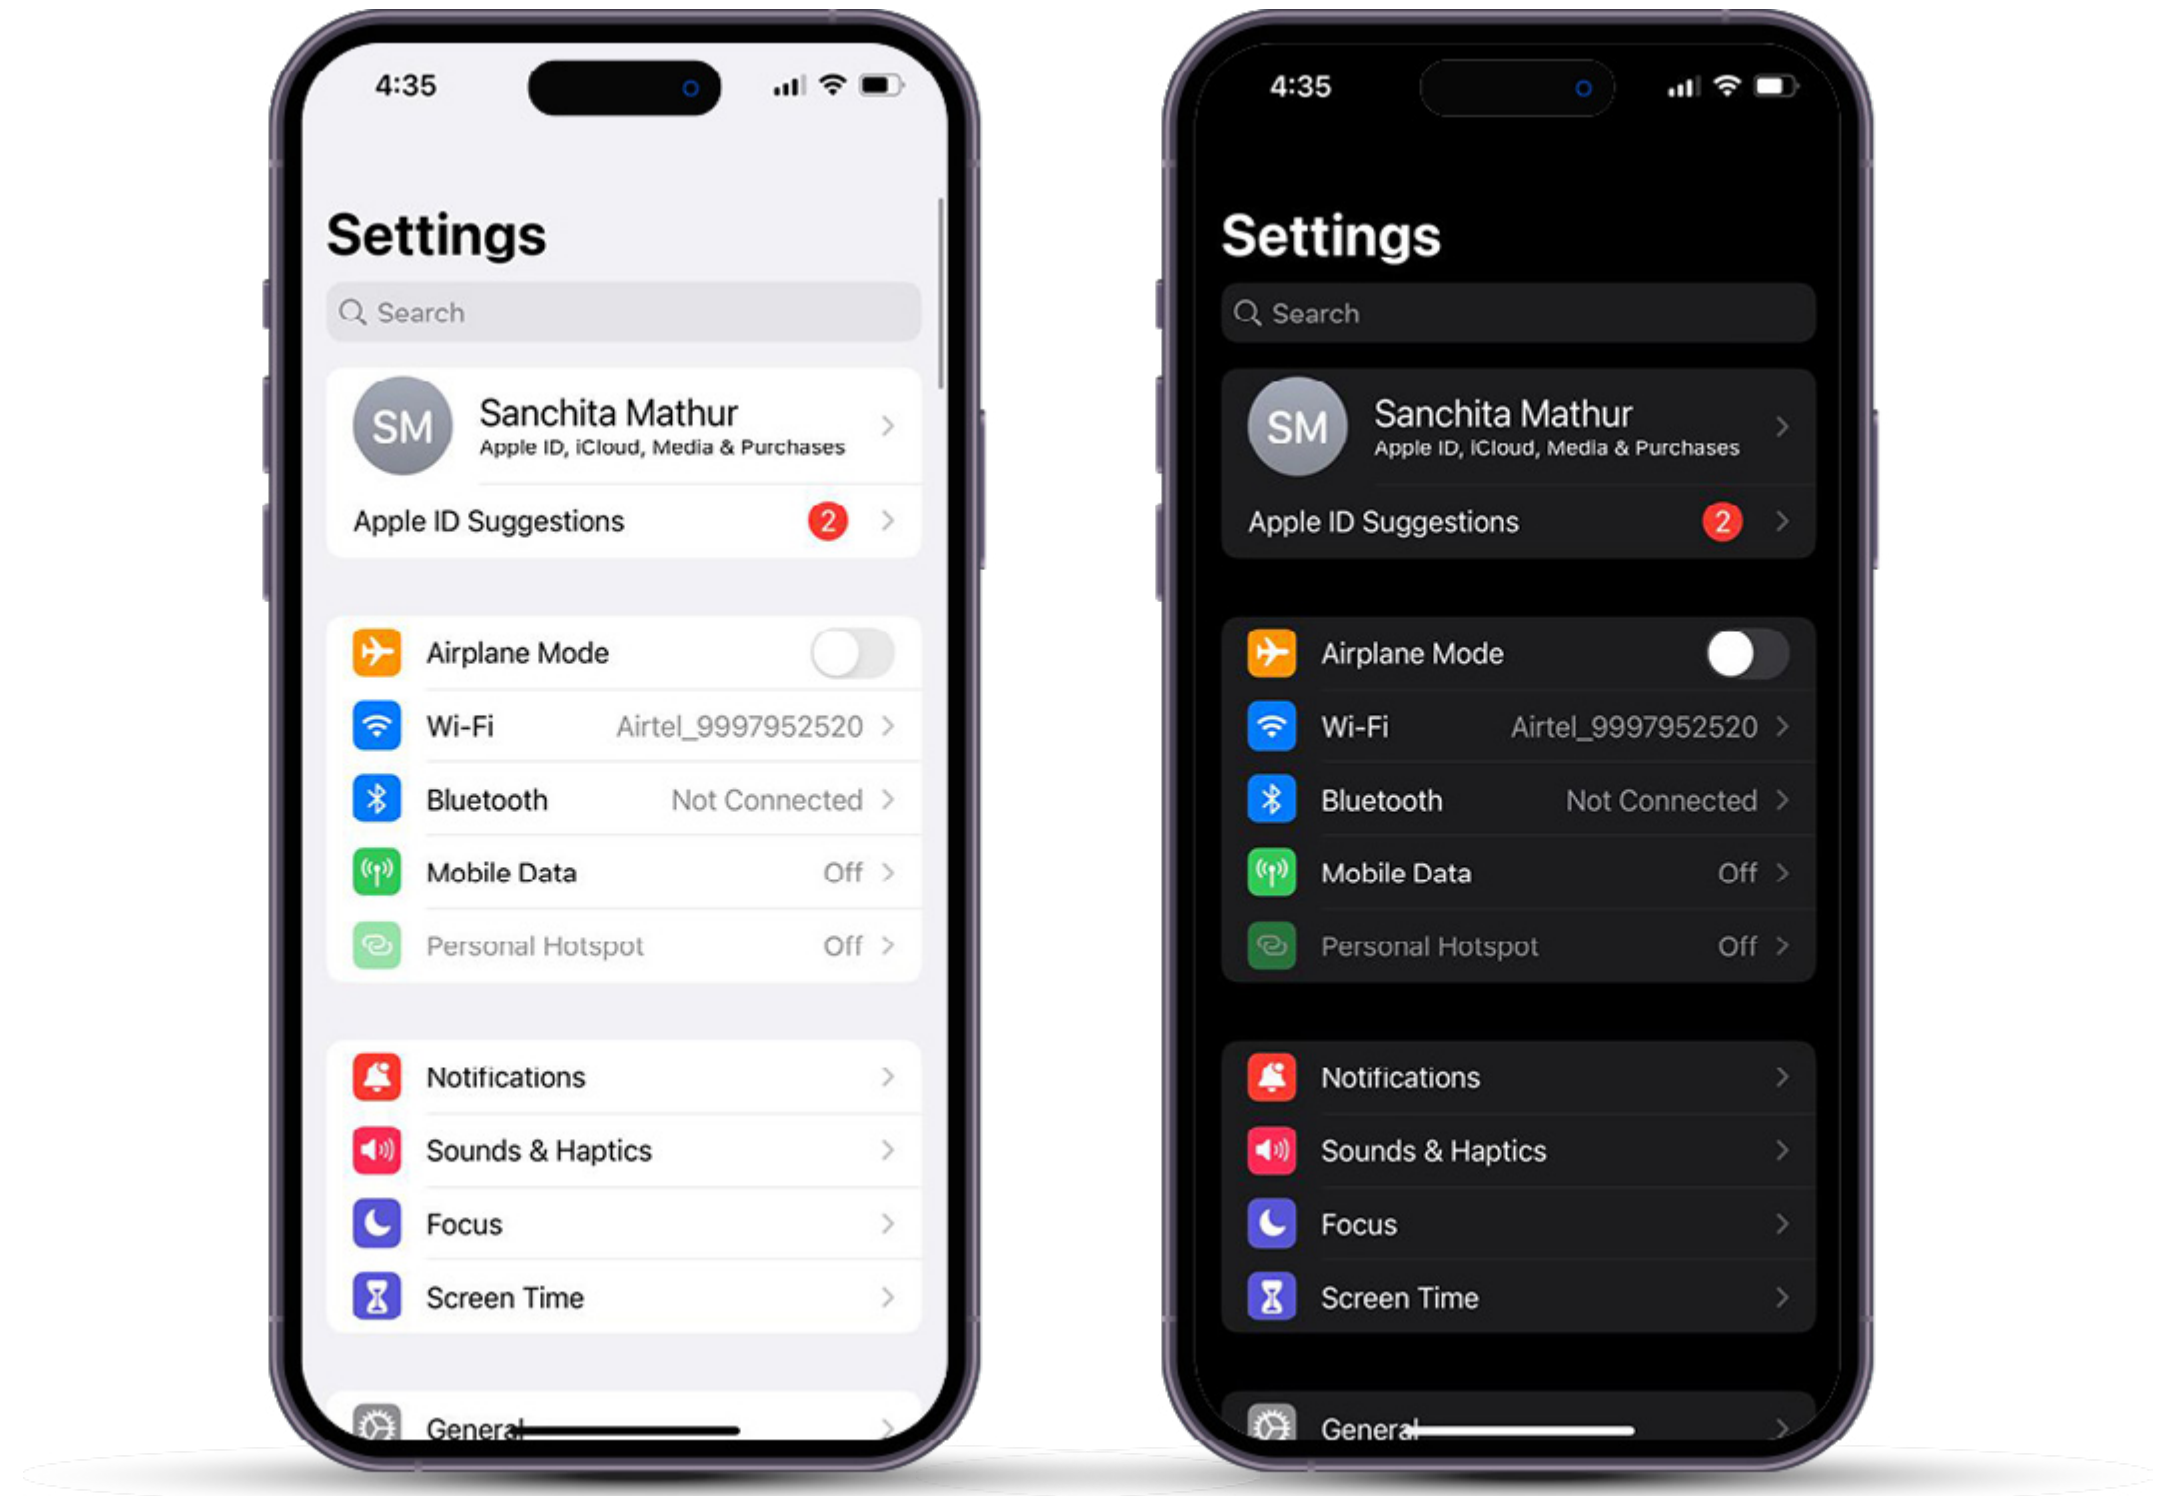 4:35
Settings
Search
SM
Sanchita Mathur
Apple ID, iCloud, Media & Purchases
Apple ID Suggestions 2
Airplane Mode
Wi-Fi Airtel_9997952520
Bluetooth Not Connected
Mobile Data Off
Personal Hotspot Off
Notifications
Sounds & Haptics
Focus
Screen Time
General
4:35
Settings
Search
SM
Sanchita Mathur
Apple ID, iCloud, Media & Purchases
Apple ID Suggestions 2
Airplane Mode
Wi-Fi Airtel_9997952520
Bluetooth Not Connected
Mobile Data Off
Personal Hotspot Off
Notifications
Sounds & Haptics
Focus
Screen Time
General